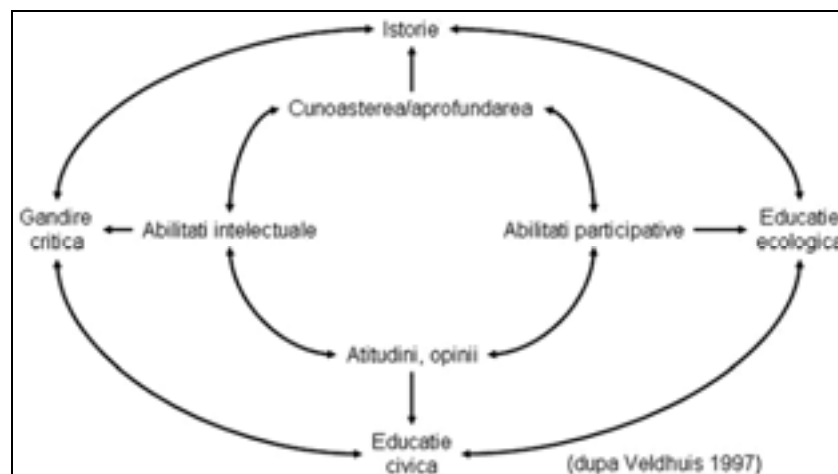 Istorie
Cunoasterea/aprofundarea
Gandire
critica
Abilitati intelectuale
Abilitati participative
Educatie
ecologica
Atitudini, opinii
Educatie
civica
(dupa Veldhuis 1997)